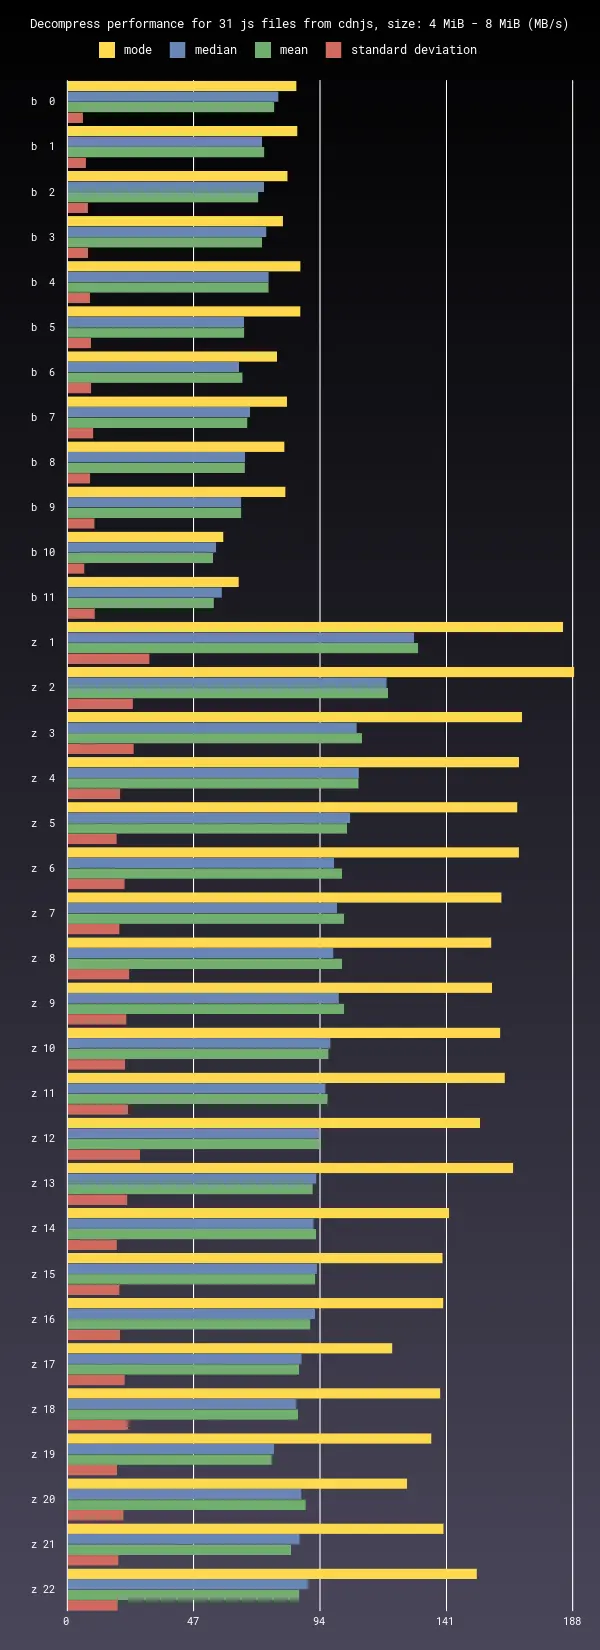 Decompress performance for 31 js files from cdnjs, size: 4 MiB - 8 MiB (MB/s)
mode median mean standard deviation
b 0
b 1
b 2
b 3
b 4
b 5
b 6
b 7
b 8
b 9
b 10
b 11
z 1
z 2
z 3
z 4
z 5
z 6
z 7
z 8
z 9
z 10
z 11
z 12
z 13
z 14
z 15
z 16
z 17
z 18
z 19
z 20
z 21
z 22
0 47 94 141 188